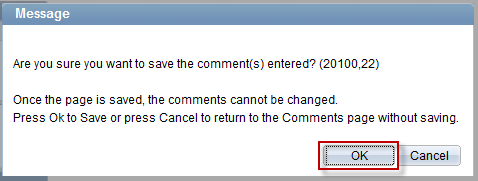 Message
Are you sure you want to save the comment(s) entered? (20100,22)
Once the page is saved, the comments cannot be changed.
Press Ok to Save or press Cancel to return to the Comments page without saving.
OK Cancel